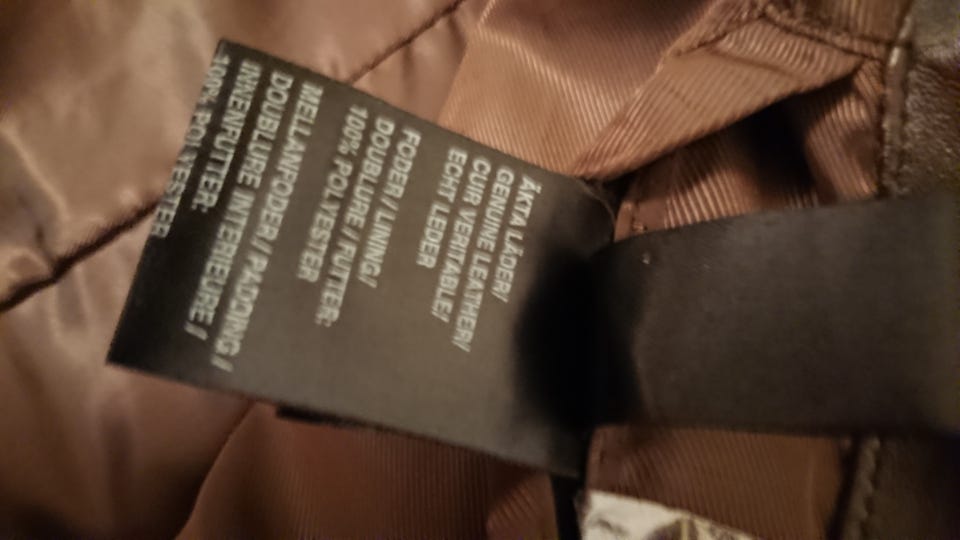 ÄKTA LÄDER/
GENUINE LEATHER/
CUIR VERITABLE/
ECHT LEDER
FODER / LINING/
DOUBLURE / FUTTER:
100% POLYESTER
MELLANFODER / PADDING /
DOUBLURE INTERIEURE /
INNENFUTTER:
100% POLYESTER